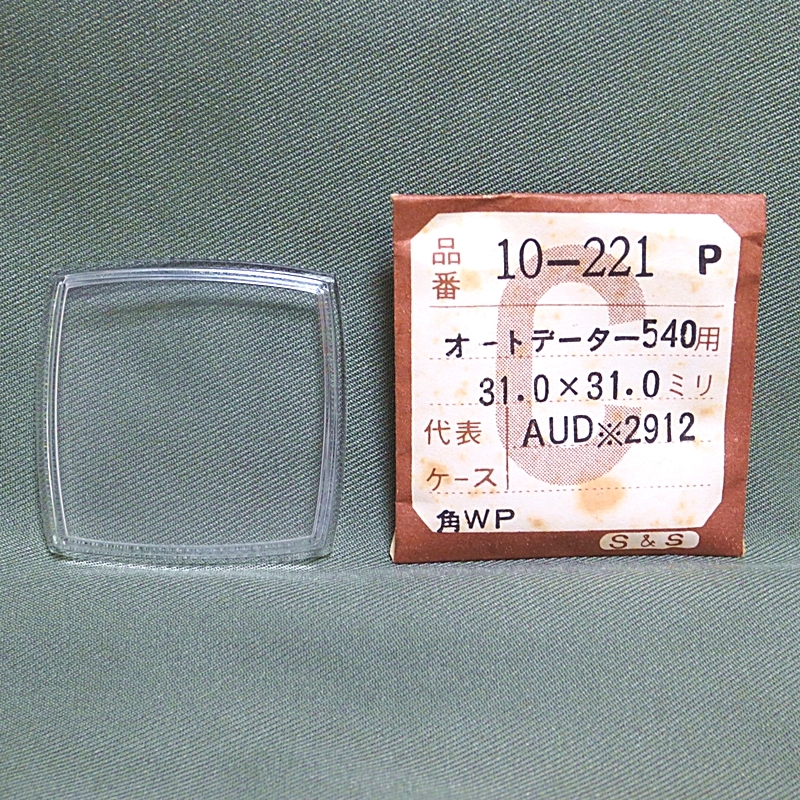 品番 10-221 P
オートデーター540用
31.0×31.0ミリ
代表ケース AUD※2912
角WP
S&S
C